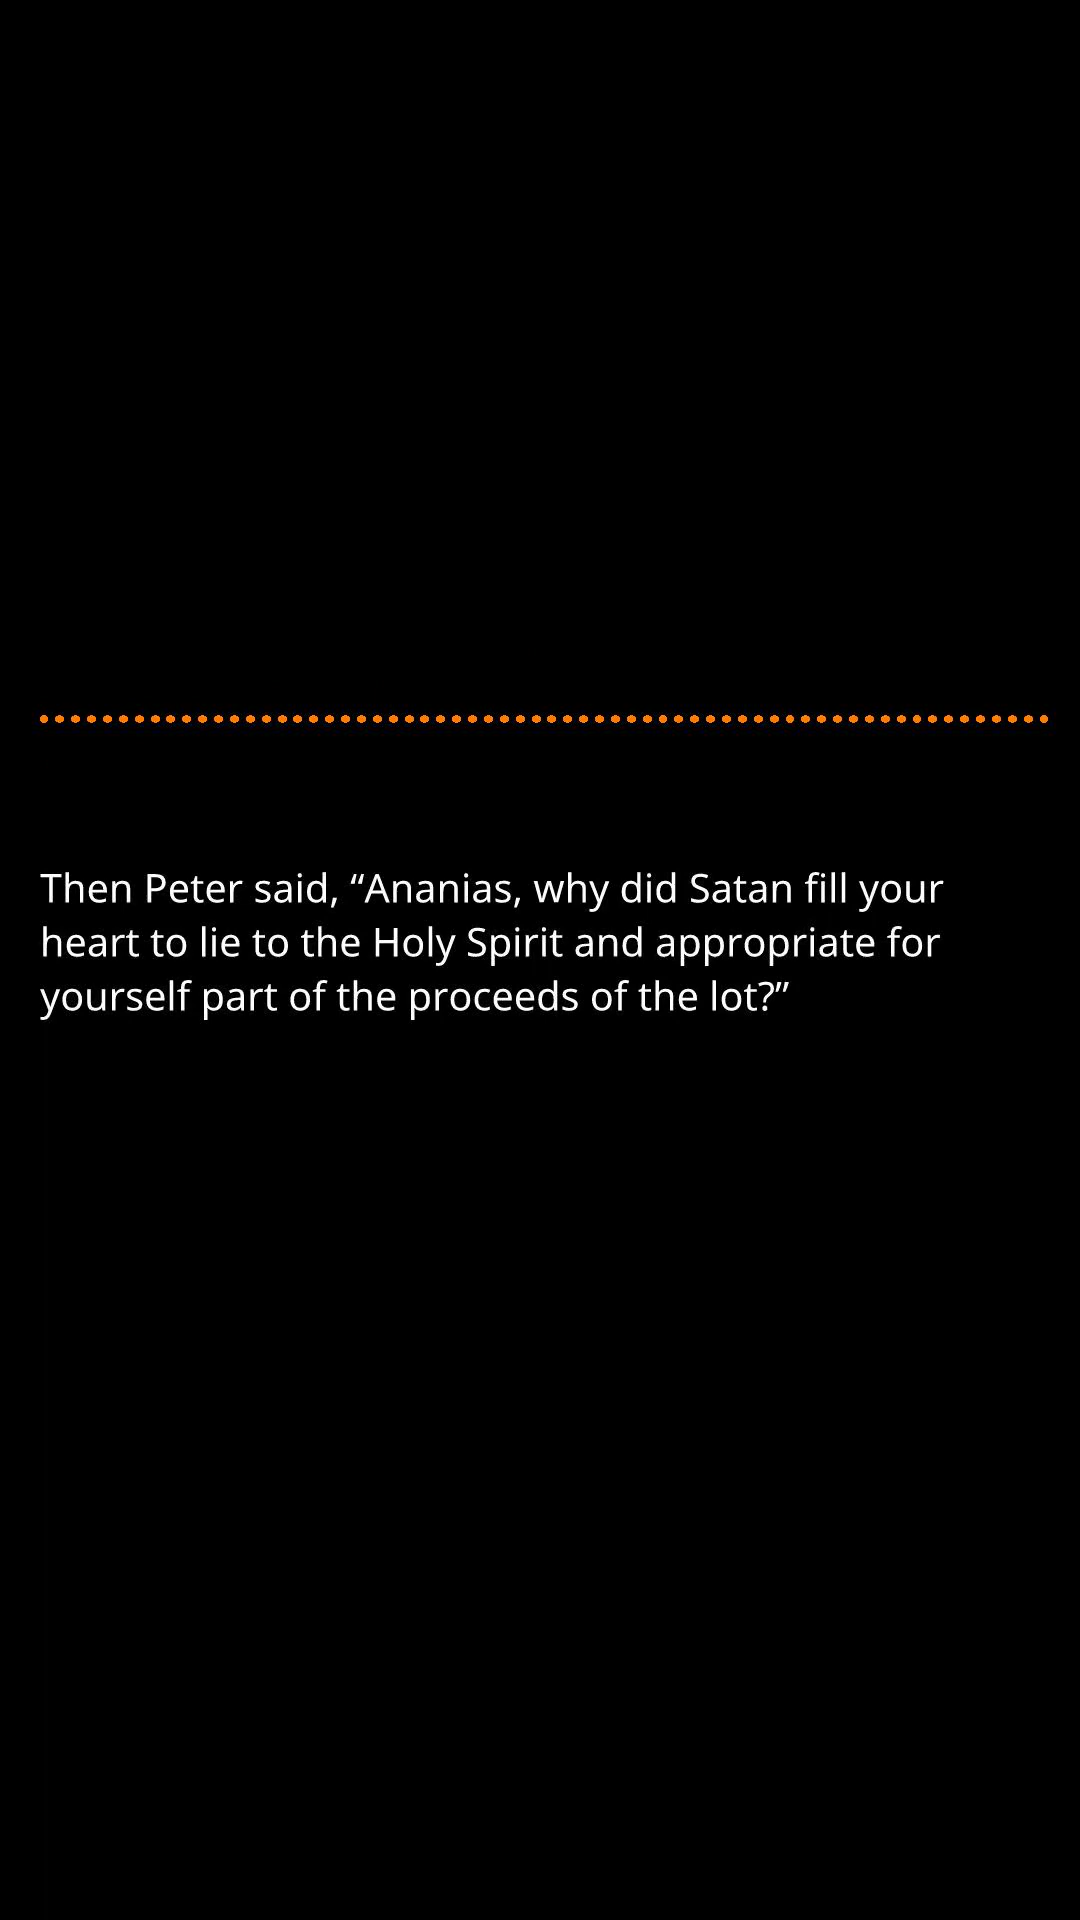 Then Peter said, “Ananias, why did Satan fill your
heart to lie to the Holy Spirit and appropriate for
yourself part of the proceeds of the lot?”